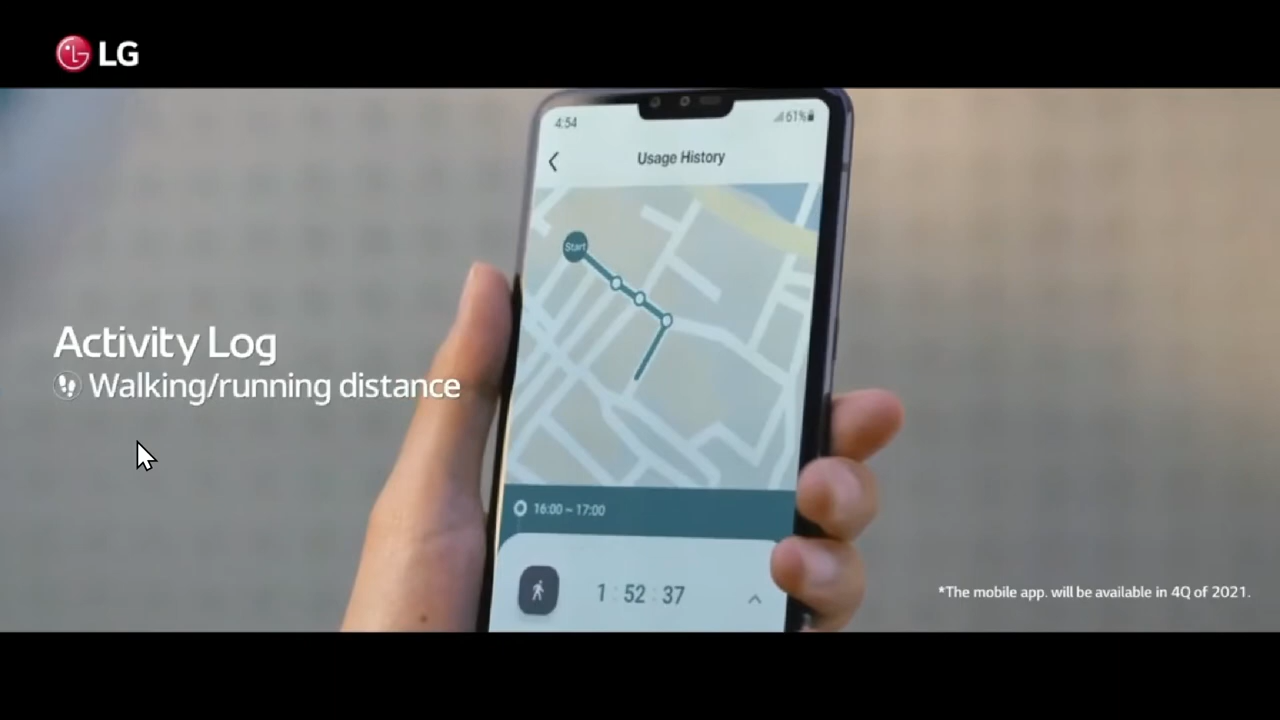 LG
4:54
61%
Usage History
Start
Activity Log
Walking/running distance
16:00 ~ 17:00
1 : 52 : 37
*The mobile app. will be available in 4Q of 2021.